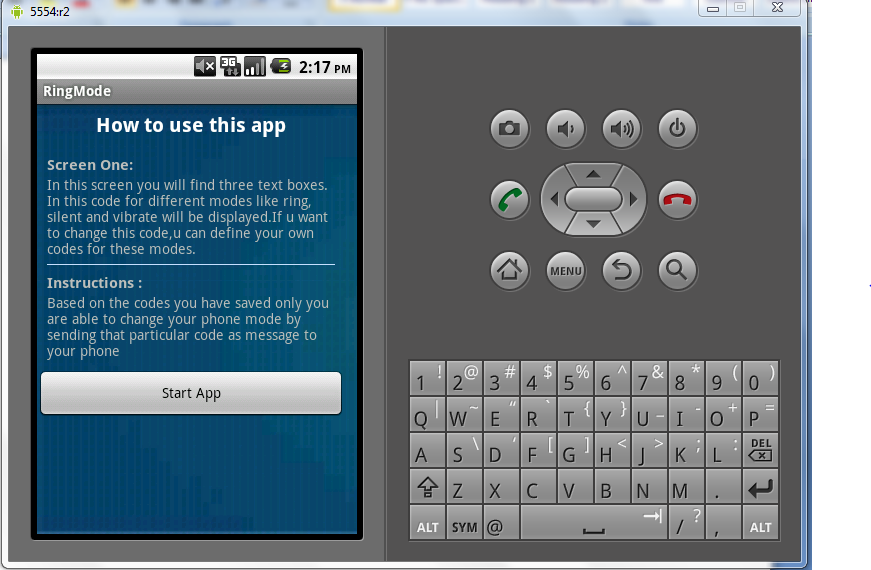 5554:r2
3G
2:17 PM
RingMode
How to use this app
Screen One:
In this screen you will find three text boxes.
In this code for different modes like ring,
silent and vibrate will be displayed.If u want
to change this code,u can define your own
codes for these modes.
Instructions :
Based on the codes you have saved only you
are able to change your phone mode by
sending that particular code as message to
your phone
Start App
MENU
1 ! 2 @ 3 # 4 $ 5 % 6 ^ 7 & 8 * 9 ( 0 )
Q | W ~ E “ R ` T { Y } U _ I - O + P =
A S \ D ‘ F [ G ] H < J > K ; L : DEL
Z X C V B N M .
ALT SYM @ / ? , ALT